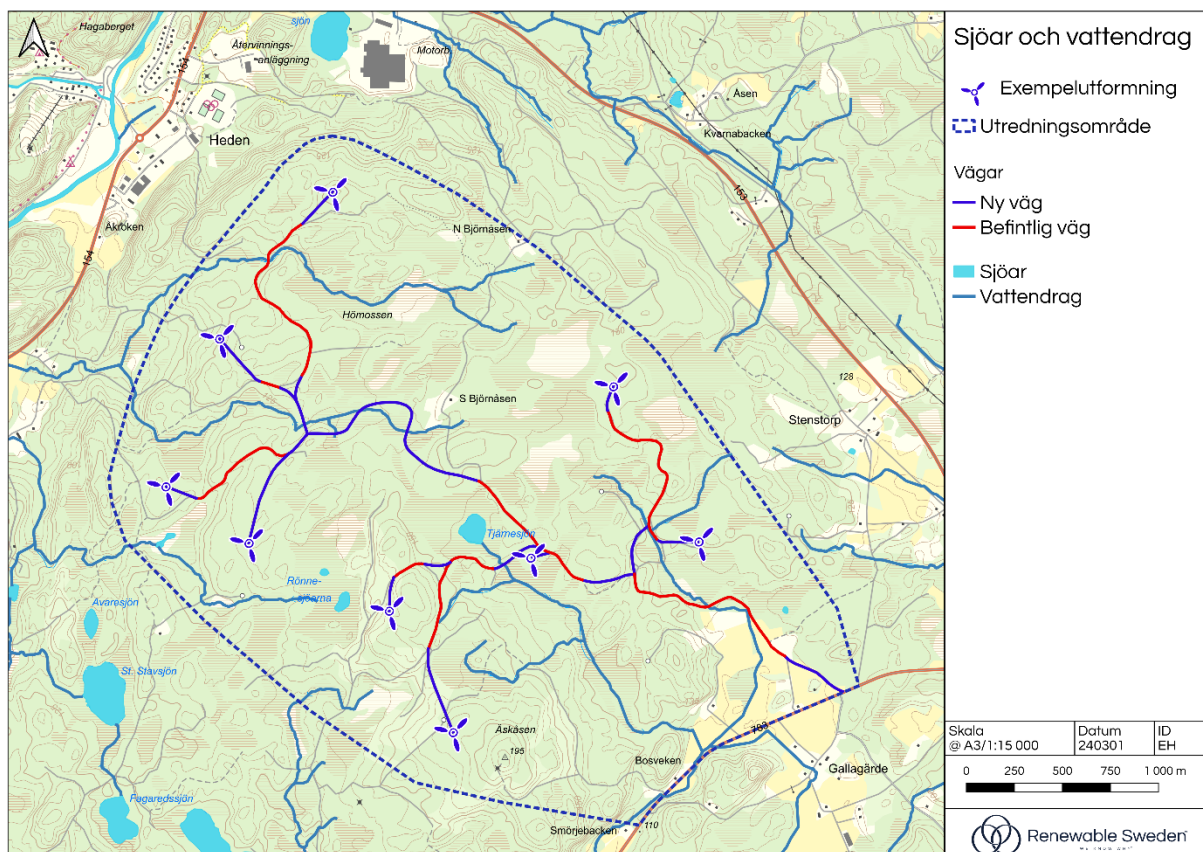 Sjöar och vattendrag
Exempelutformning
Utredningsområde
Vägar
Ny väg
Befintlig väg
Sjöar
Vattendrag
Hagaberget
sjön
Återvinnings-
anläggning
Motorb
154
Heden
Åkroken
154
Åsen
Kvarnabacken
153
N Björnåsen
Hömossen
S Björnåsen
128
Stenstorp
Tjärnesjön
Rönne-
sjöarna
Avaresjön
St. Stavsjön
Äskåsen
195
793
Bosveken
Gallagärde
Fagaredssjön
Smörjebacken
110
Skala
@ A3/1:15 000
Datum
240301
ID
EH
0 250 500 750 1 000 m
Renewable Sweden